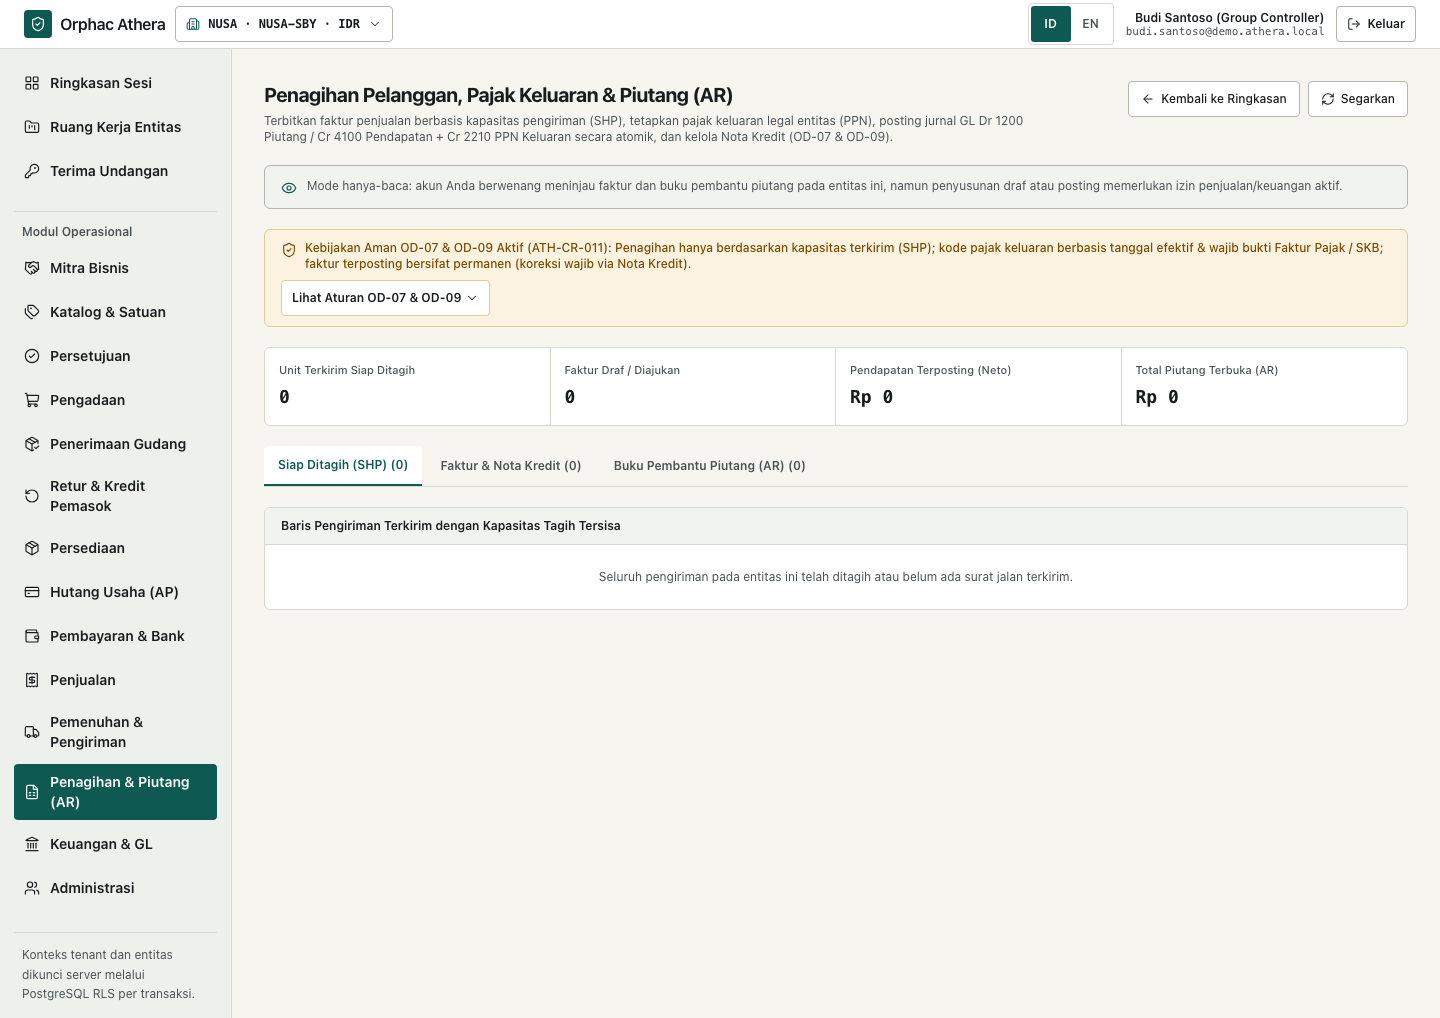 Orphac Athera
NUSA · NUSA-SBY · IDR
ID
EN
Budi Santoso (Group Controller)
budi.santoso@demo.athera.local
Keluar
Ringkasan Sesi
Ruang Kerja Entitas
Terima Undangan
Modul Operasional
Mitra Bisnis
Katalog & Satuan
Persetujuan
Pengadaan
Penerimaan Gudang
Retur & Kredit
Pemasok
Persediaan
Hutang Usaha (AP)
Pembayaran & Bank
Penjualan
Pemenuhan &
Pengiriman
Penagihan & Piutang
(AR)
Keuangan & GL
Administrasi
Konteks tenant dan entitas
dikunci server melalui
PostgreSQL RLS per transaksi.
Penagihan Pelanggan, Pajak Keluaran & Piutang (AR)
Terbitkan faktur penjualan berbasis kapasitas pengiriman (SHP), tetapkan pajak keluaran legal entitas (PPN), posting jurnal GL Dr 1200
Piutang / Cr 4100 Pendapatan + Cr 2210 PPN Keluaran secara atomik, dan kelola Nota Kredit (OD-07 & OD-09).
Kembali ke Ringkasan
Segarkan
Mode hanya-baca: akun Anda berwenang meninjau faktur dan buku pembantu piutang pada entitas ini, namun penyusunan draf atau posting memerlukan izin penjualan/keuangan aktif.
Kebijakan Aman OD-07 & OD-09 Aktif (ATH-CR-011): Penagihan hanya berdasarkan kapasitas terkirim (SHP); kode pajak keluaran berbasis tanggal efektif & wajib bukti Faktur Pajak / SKB;
faktur terposting bersifat permanen (koreksi wajib via Nota Kredit).
Lihat Aturan OD-07 & OD-09
Unit Terkirim Siap Ditagih
0
Faktur Draf / Diajukan
0
Pendapatan Terposting (Neto)
Rp 0
Total Piutang Terbuka (AR)
Rp 0
Siap Ditagih (SHP) (0)
Faktur & Nota Kredit (0)
Buku Pembantu Piutang (AR) (0)
Baris Pengiriman Terkirim dengan Kapasitas Tagih Tersisa
Seluruh pengiriman pada entitas ini telah ditagih atau belum ada surat jalan terkirim.